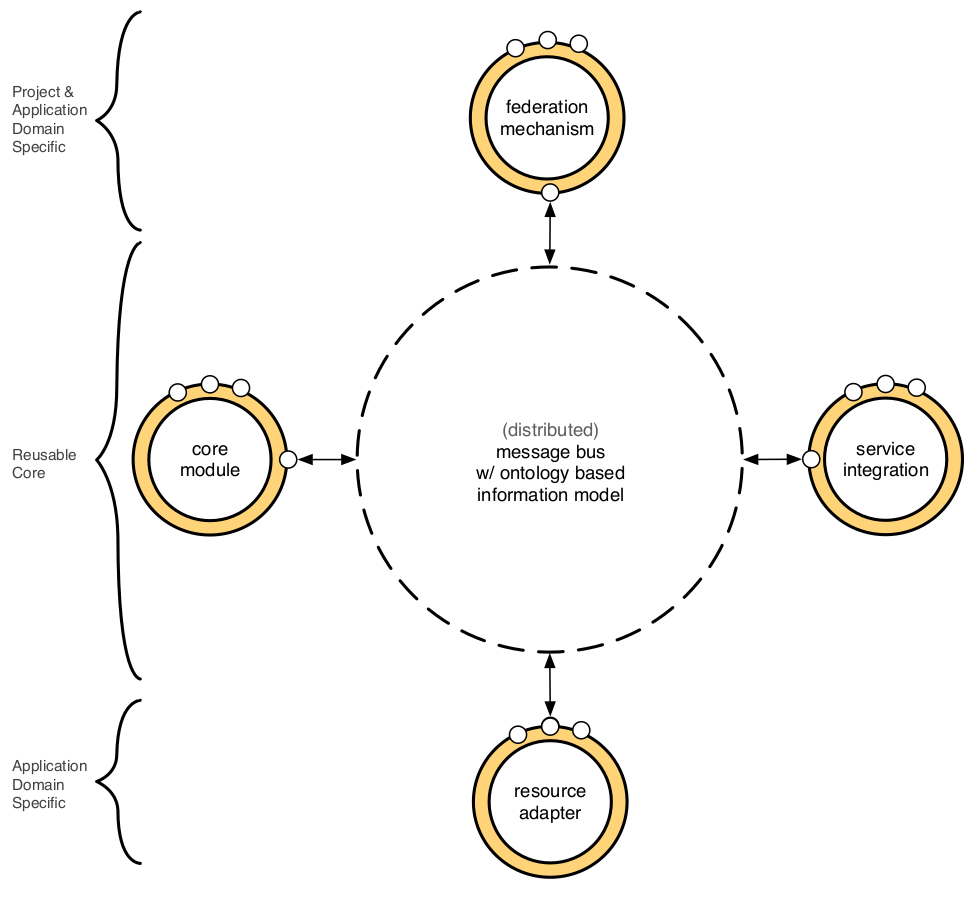 Project &
Application
Domain
Specific
federation
mechanism
Reusable
Core
core
module
(distributed)
message bus
w/ ontology based
information model
service
integration
Application
Domain
Specific
resource
adapter